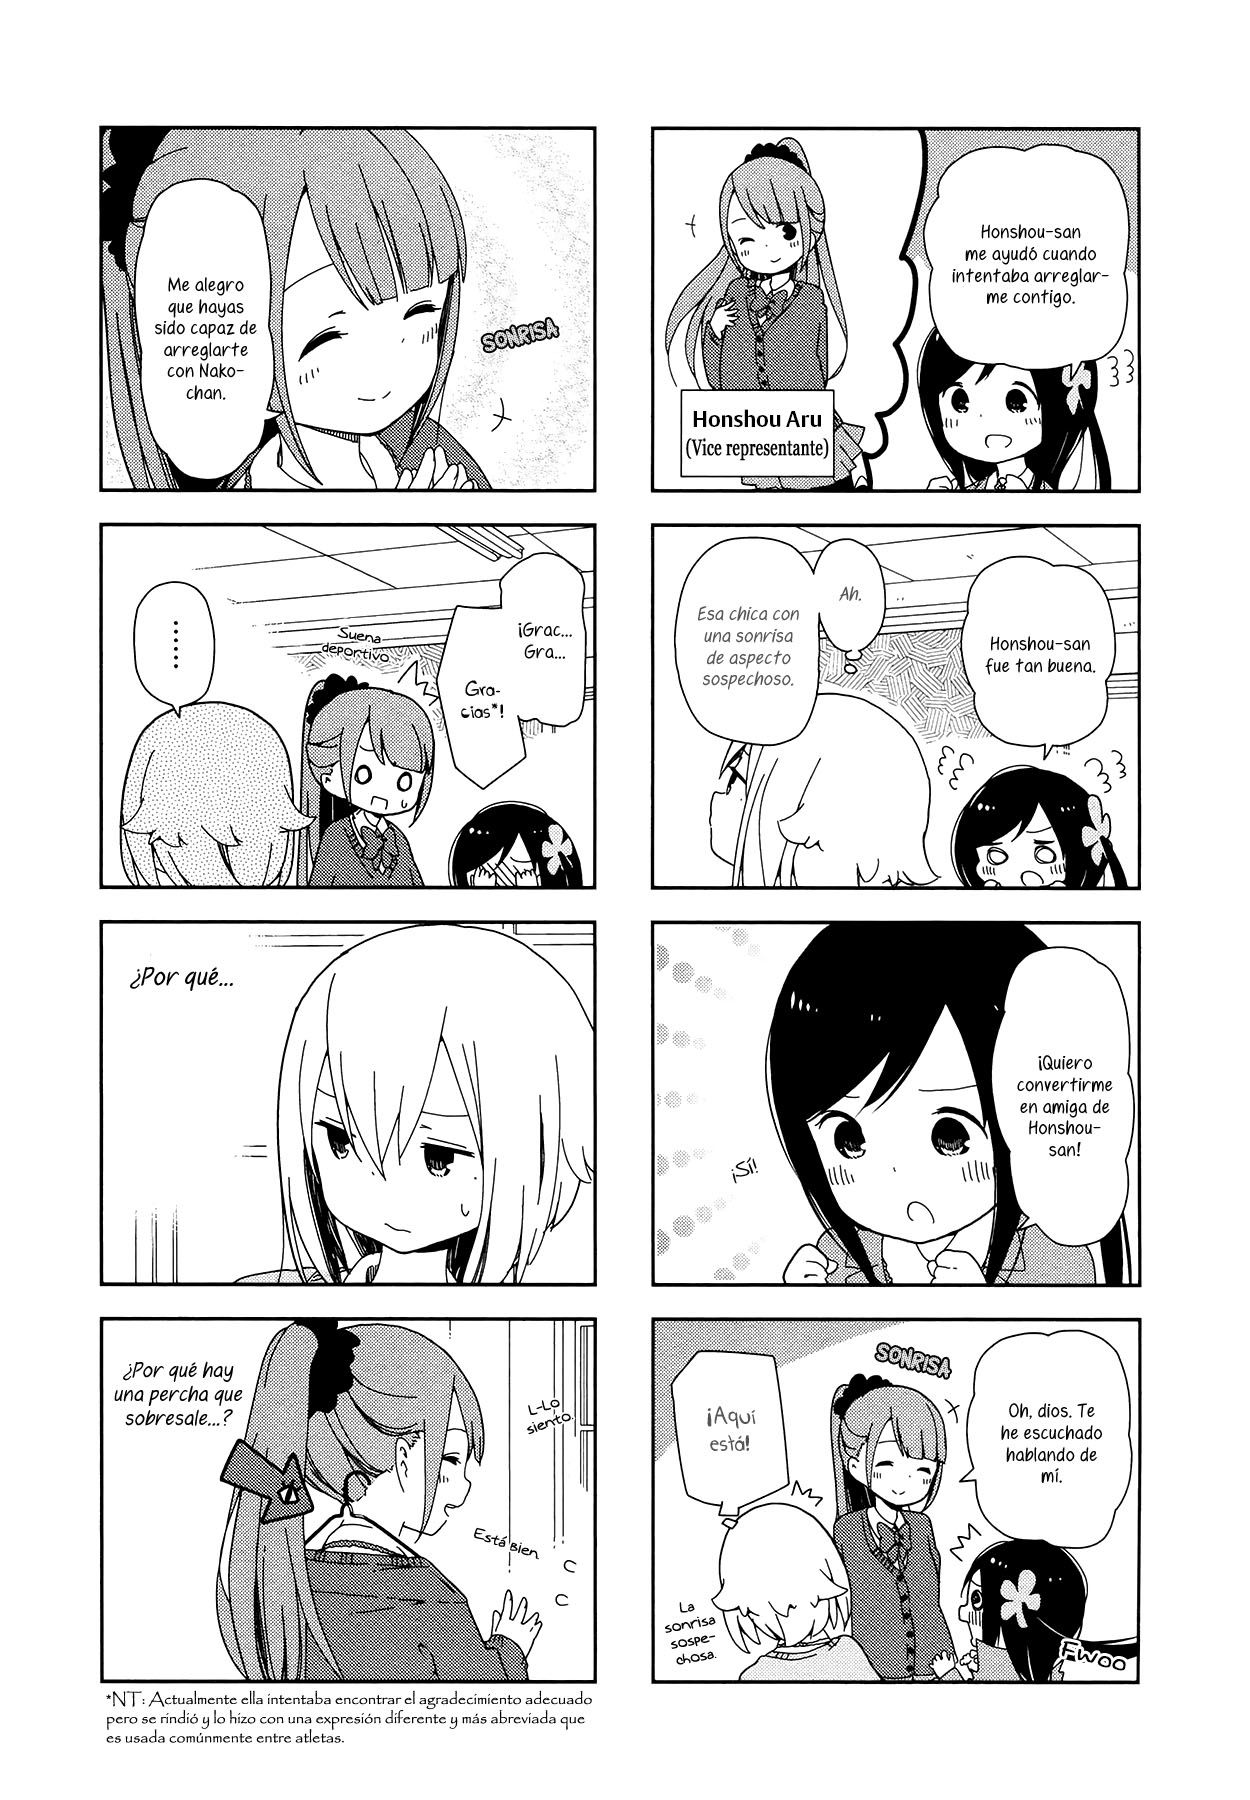 Honshou-san
me ayudó cuando
intentaba arreglar-
me contigo.
Honshou Aru
(Vice representante)
Honshou-san
fue tan buena.
Ah.
Esa chica con
una sonrisa
de aspecto
sospechoso.
¡Quiero
convertirme
en amiga de
Honshou-
san!
¡Sí!
Oh, dios. Te
he escuchado
hablando de
mí.
SONRISA
¡Aquí
está!
La
sonrisa
sospe-
chosa.
Fwoo
Me alegro
que hayas
sido capaz de
arreglarte
con Nako-
chan.
SONRISA
¡Grac...
Gra...
Gra-
cias*!
Suena
deportivo
.......
¿Por qué...
¿Por qué hay
una percha que
sobresale...?
L-Lo
siento.
Está bien.
*NT: Actualmente ella intentaba encontrar el agradecimiento adecuado
pero se rindió y lo hizo con una expresión diferente y más abreviada que
es usada comúnmente entre atletas.